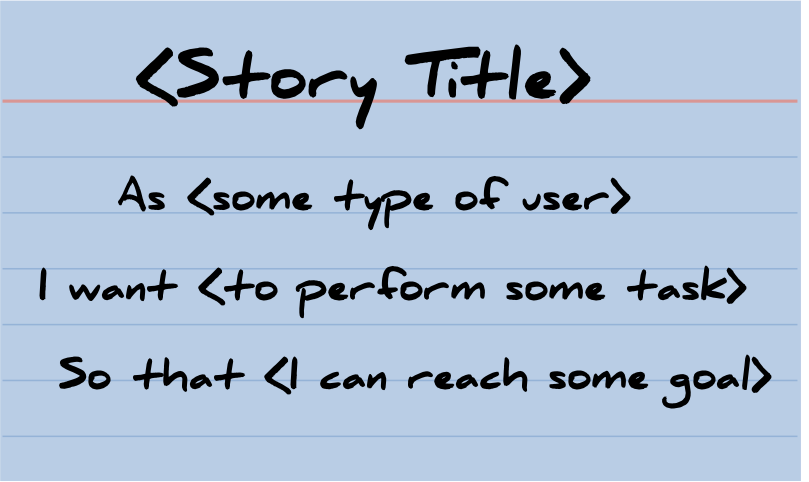 <Story Title>
As <some type of user>
I want <to perform some task>
So that <I can reach some goal>